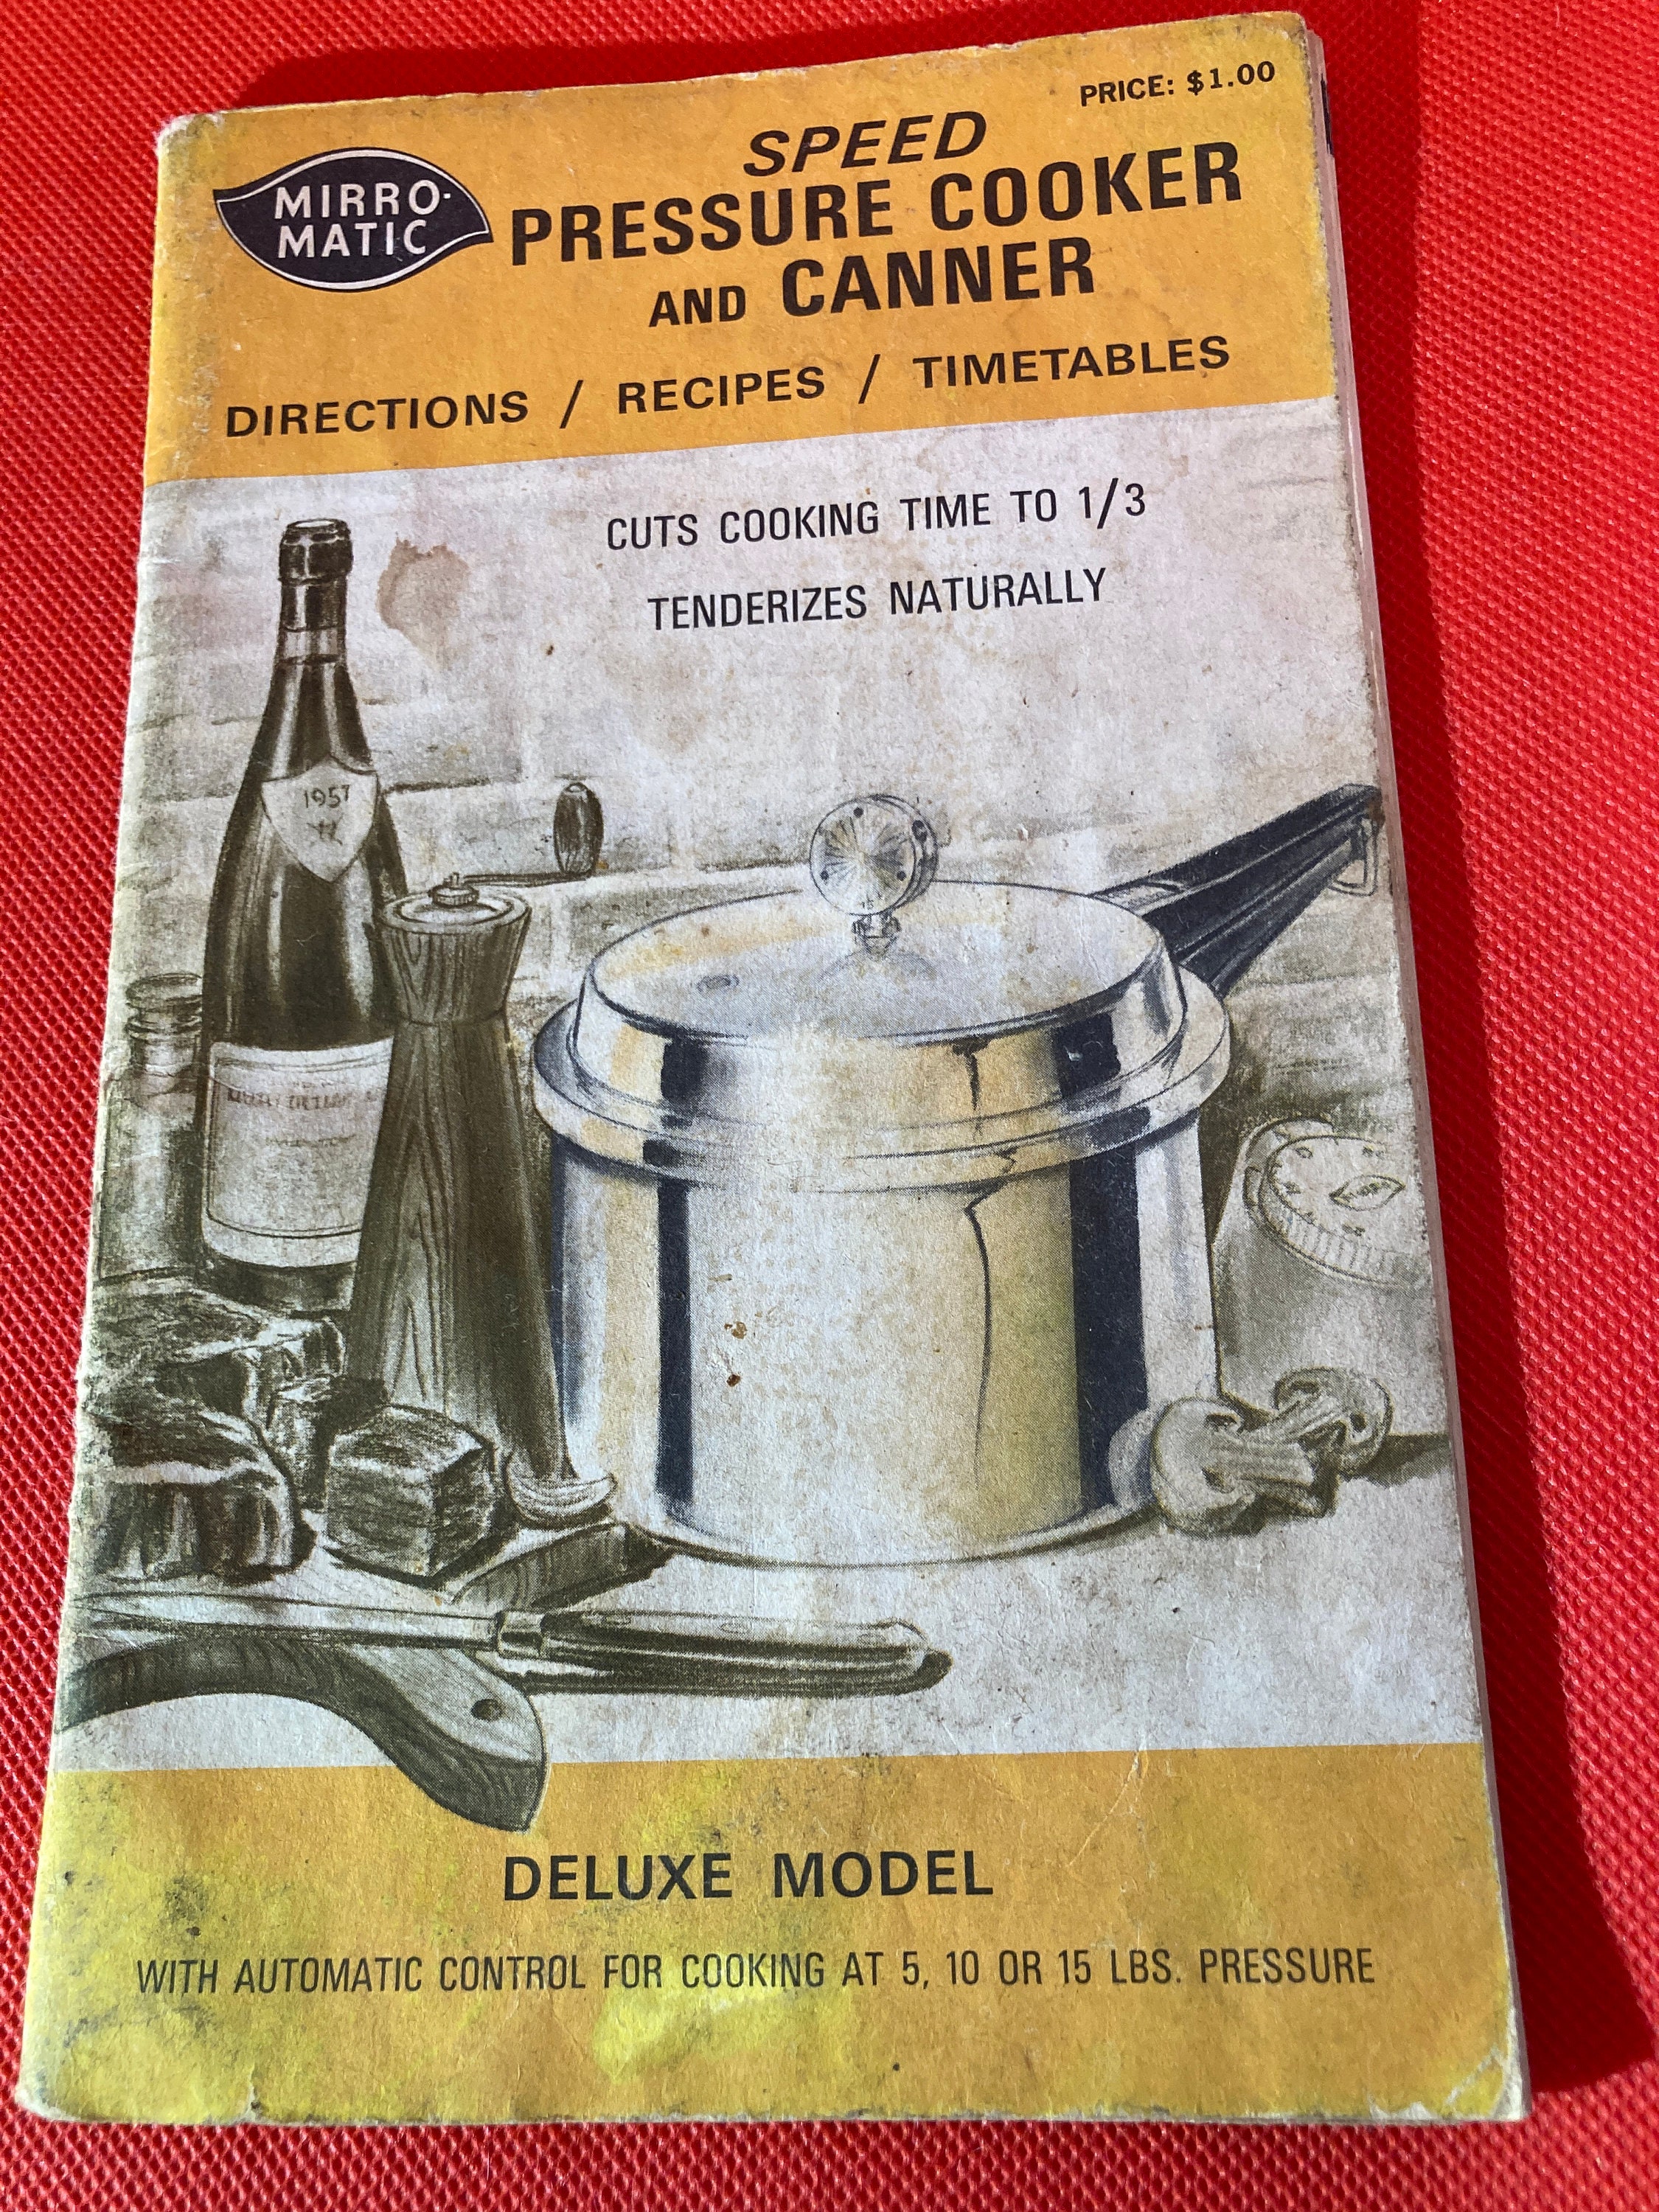 PRICE: $1.00
MIRRO-
MATIC
SPEED
PRESSURE COOKER
AND CANNER
DIRECTIONS / RECIPES / TIMETABLES
CUTS COOKING TIME TO 1/3
TENDERIZES NATURALLY
1957
15
DELUXE MODEL
WITH AUTOMATIC CONTROL FOR COOKING AT 5, 10 OR 15 LBS. PRESSURE